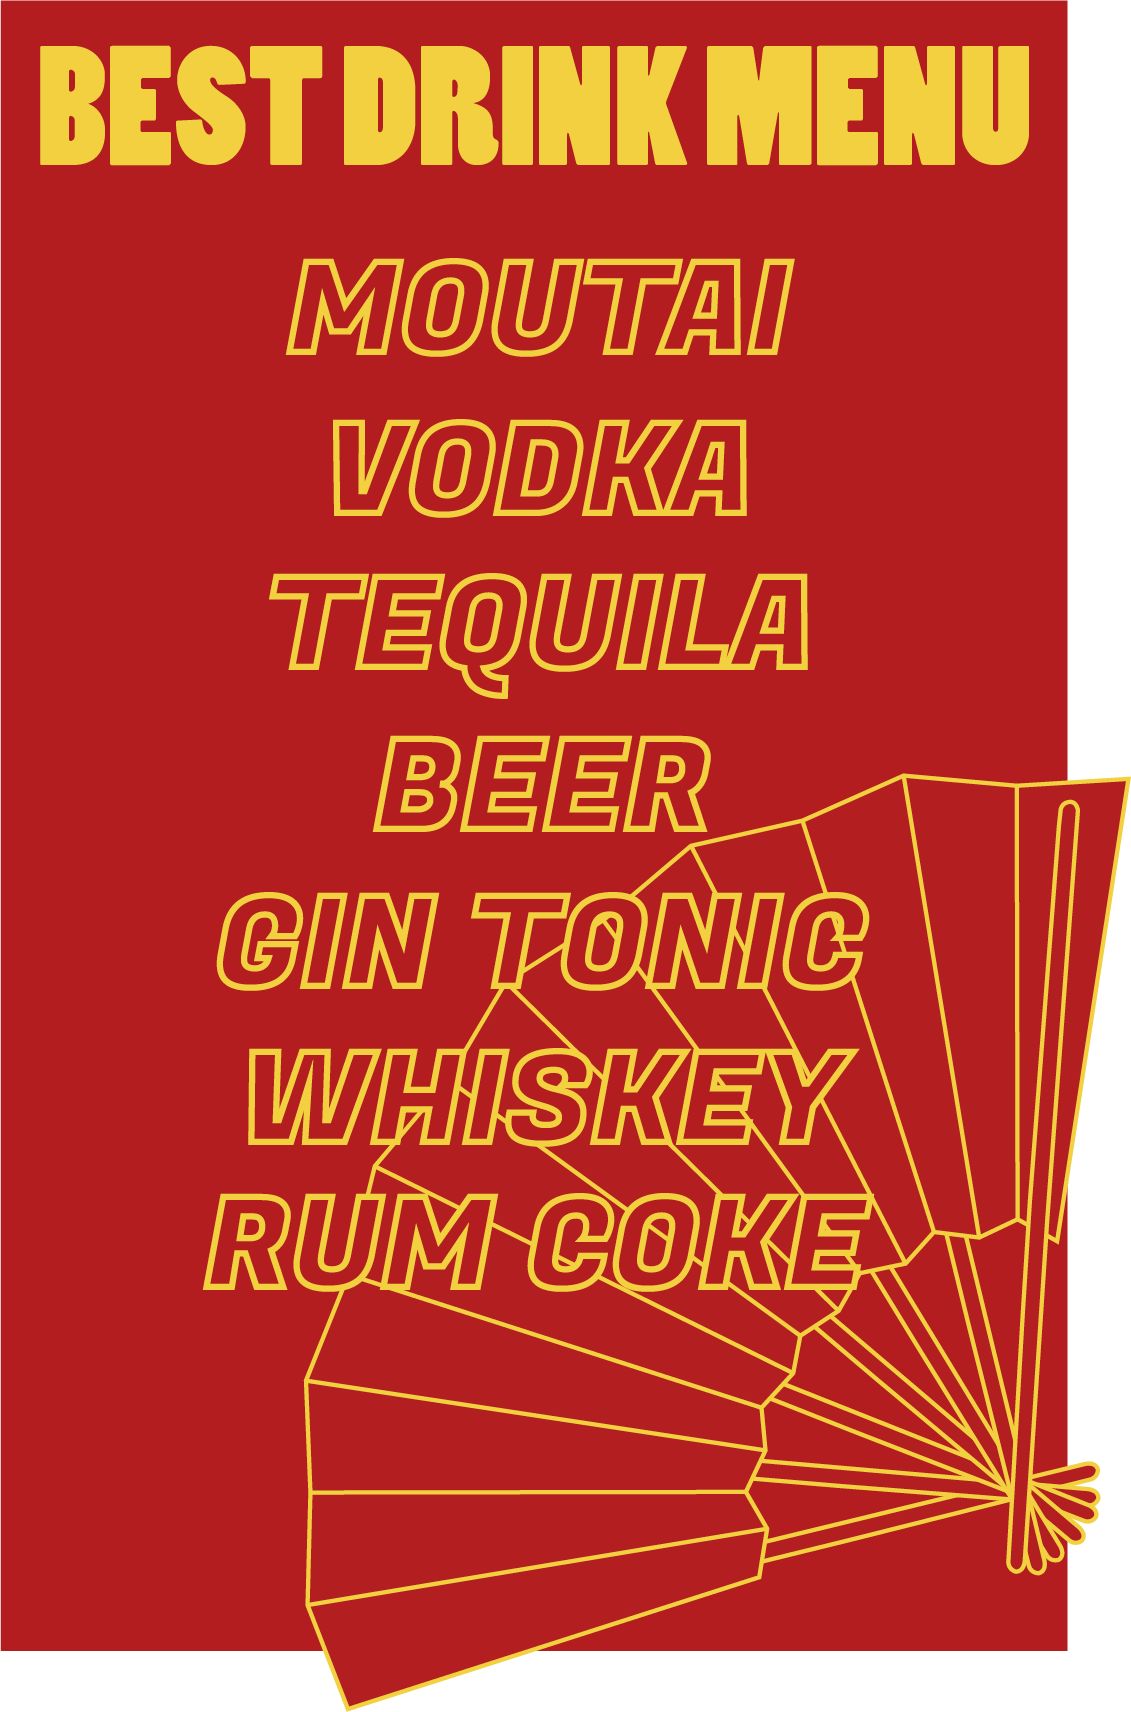 BEST DRINK MENU
MOUTAI
VODKA
TEQUILA
BEER
GIN TONIC
WHISKEY
RUM COKE